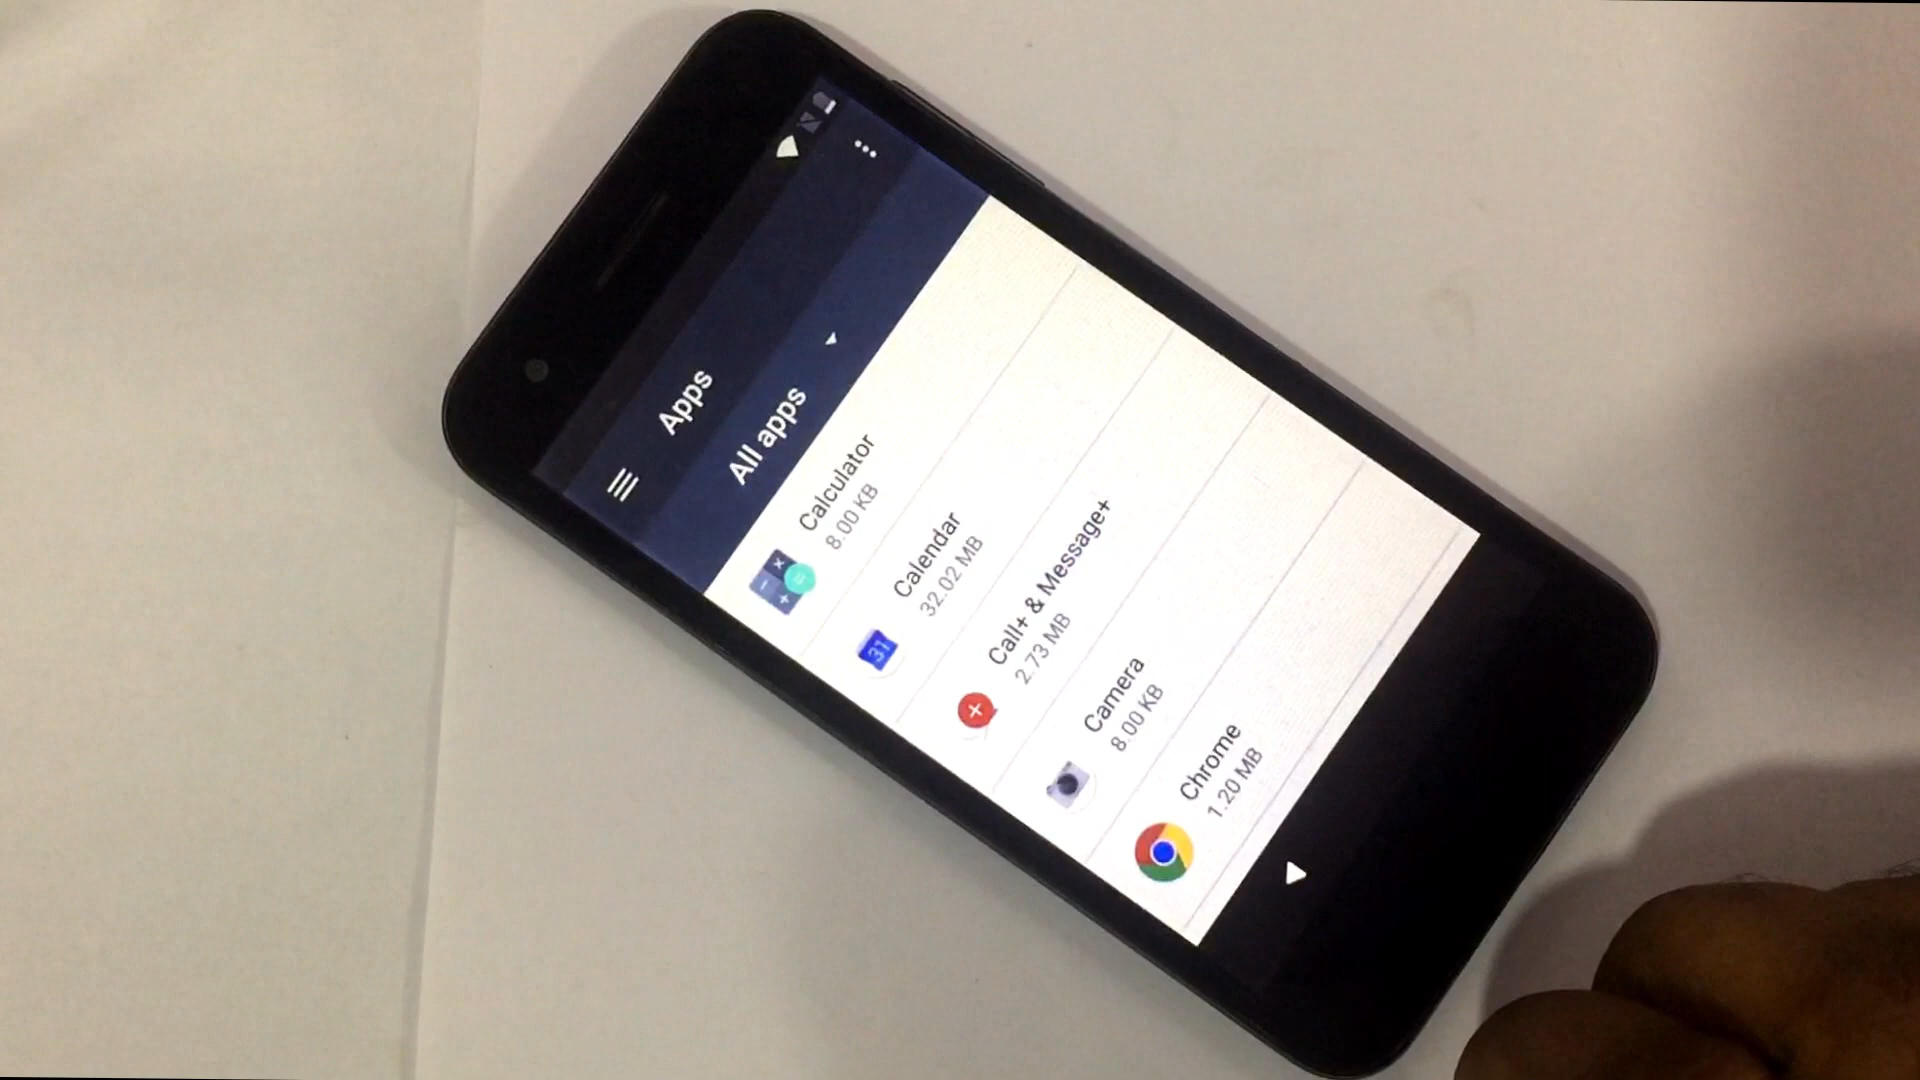 Apps
All apps
Calculator
8.00 KB
31
Calendar
32.02 MB
Call+ & Message+
2.73 MB
Camera
8.00 KB
Chrome
1.20 MB